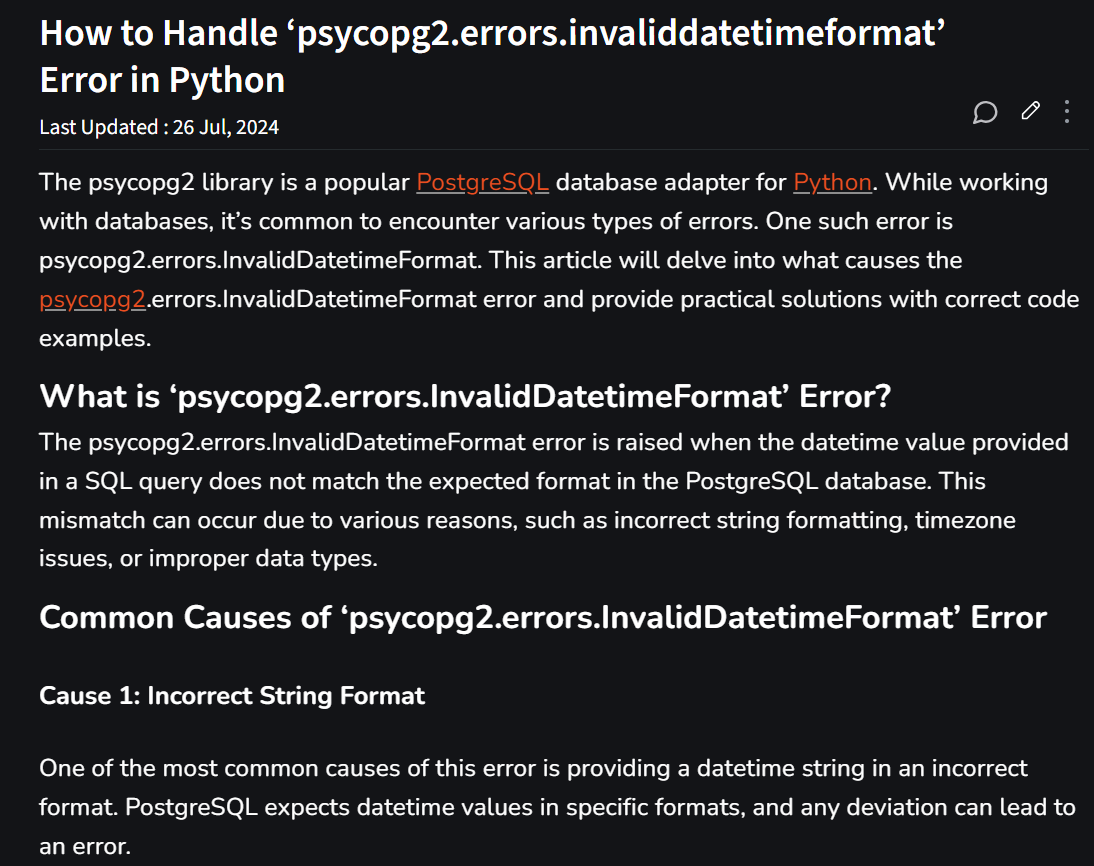 How to Handle ‘psycopg2.errors.invaliddatetimeformat’
Error in Python
Last Updated : 26 Jul, 2024
The psycopg2 library is a popular PostgreSQL database adapter for Python. While working
with databases, it’s common to encounter various types of errors. One such error is
psycopg2.errors.InvalidDatetimeFormat. This article will delve into what causes the
psycopg2.errors.InvalidDatetimeFormat error and provide practical solutions with correct code
examples.
What is ‘psycopg2.errors.InvalidDatetimeFormat’ Error?
The psycopg2.errors.InvalidDatetimeFormat error is raised when the datetime value provided
in a SQL query does not match the expected format in the PostgreSQL database. This
mismatch can occur due to various reasons, such as incorrect string formatting, timezone
issues, or improper data types.
Common Causes of ‘psycopg2.errors.InvalidDatetimeFormat’ Error
Cause 1: Incorrect String Format
One of the most common causes of this error is providing a datetime string in an incorrect
format. PostgreSQL expects datetime values in specific formats, and any deviation can lead to
an error.